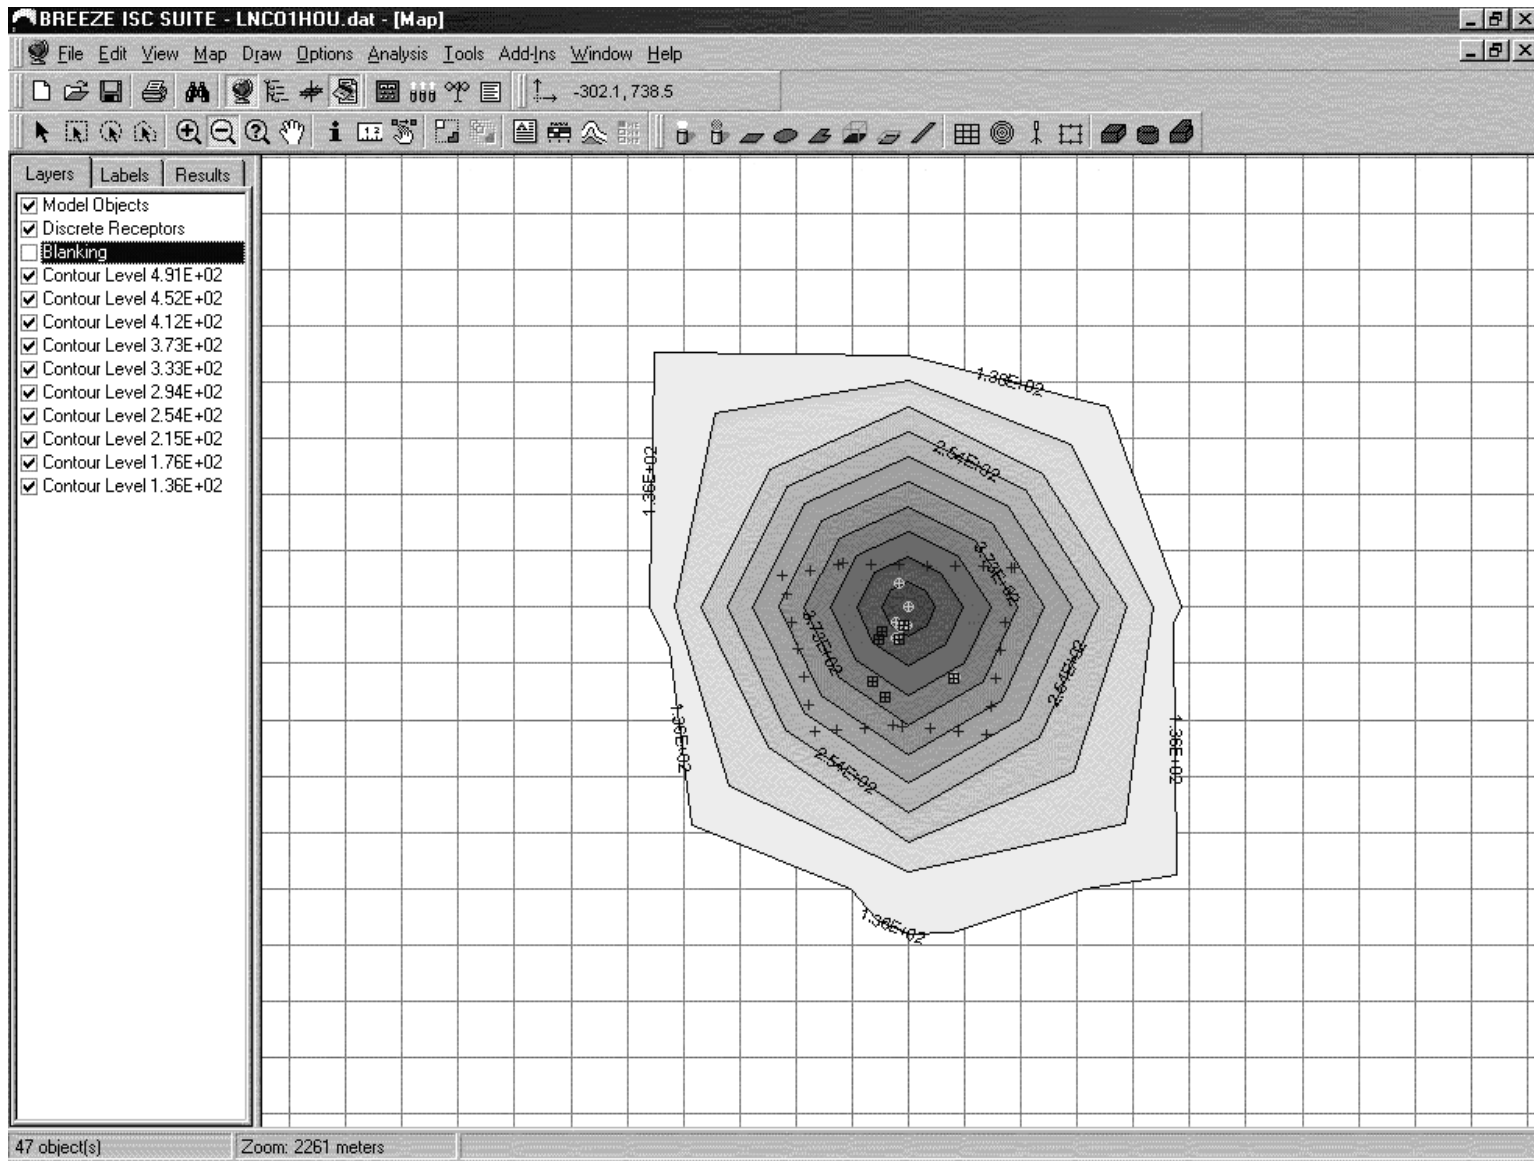 BREEZE ISC SUITE - LNCO1HOU.dat - [Map]
File Edit View Map Draw Options Analysis Tools Add-Ins Window Help
-302.1, 738.5
Layers Labels Results
Model Objects
Discrete Receptors
Blanking
Contour Level 4.91E+02
Contour Level 4.52E+02
Contour Level 4.12E+02
Contour Level 3.73E+02
Contour Level 3.33E+02
Contour Level 2.94E+02
Contour Level 2.54E+02
Contour Level 2.15E+02
Contour Level 1.76E+02
Contour Level 1.36E+02
1.36E+02
1.36E+02
2.54E+02
3.73E+02
3.73E+02
2.54E+02
1.36E+02
1.36E+02
2.54E+02
1.36E+02
47 object(s)
Zoom: 2261 meters